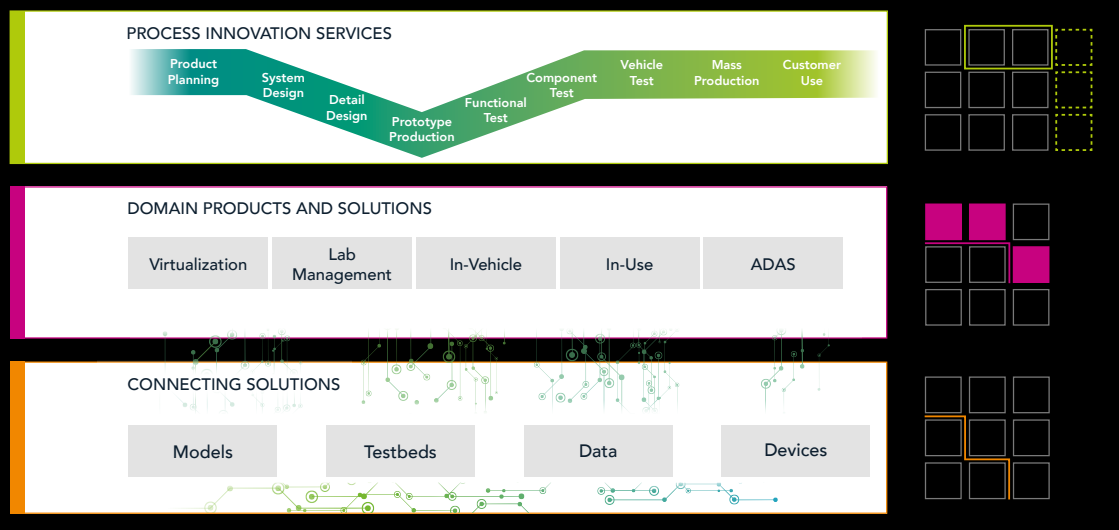 PROCESS INNOVATION SERVICES
Product
Planning
System
Design
Detail
Design
Prototype
Production
Functional
Test
Component
Test
Vehicle
Test
Mass
Production
Customer
Use
DOMAIN PRODUCTS AND SOLUTIONS
Virtualization
Lab
Management
In-Vehicle
In-Use
ADAS
CONNECTING SOLUTIONS
Models
Testbeds
Data
Devices